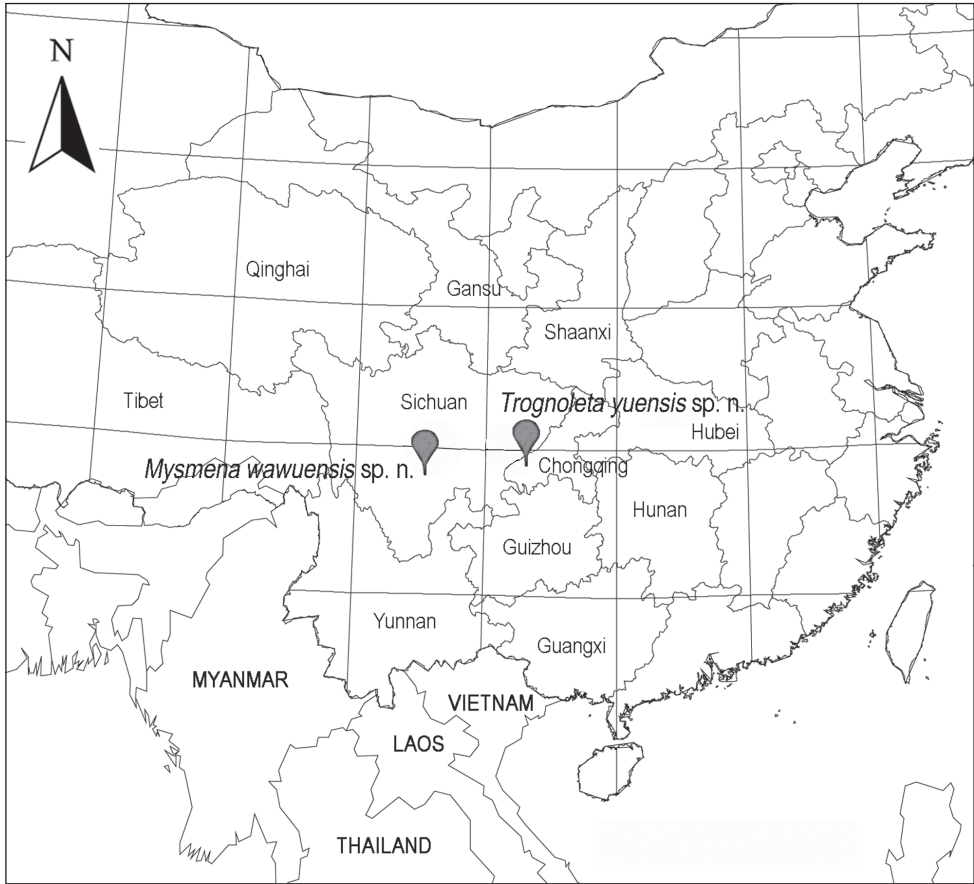 N
Qinghai
Gansu
Shaanxi
Tibet
Sichuan
Trognoleta yuensis sp. n.
Hubei
Mysmena wawuensis sp. n.
Chongqing
Hunan
Guizhou
Yunnan
Guangxi
MYANMAR
VIETNAM
LAOS
THAILAND